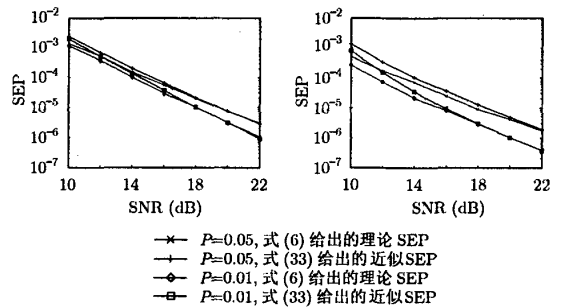 10^-2
10^-3
10^-4
10^-5
10^-6
10^-7
SEP
10 14 18 22
SNR (dB)
10^-2
10^-3
10^-4
10^-5
10^-6
10^-7
SEP
10 14 18 22
SNR (dB)
P=0.05, 式 (6) 给出的理论 SEP
P=0.05, 式 (33) 给出的近似SEP
P=0.01, 式 (6) 给出的理论 SEP
P=0.01, 式 (33) 给出的近似SEP